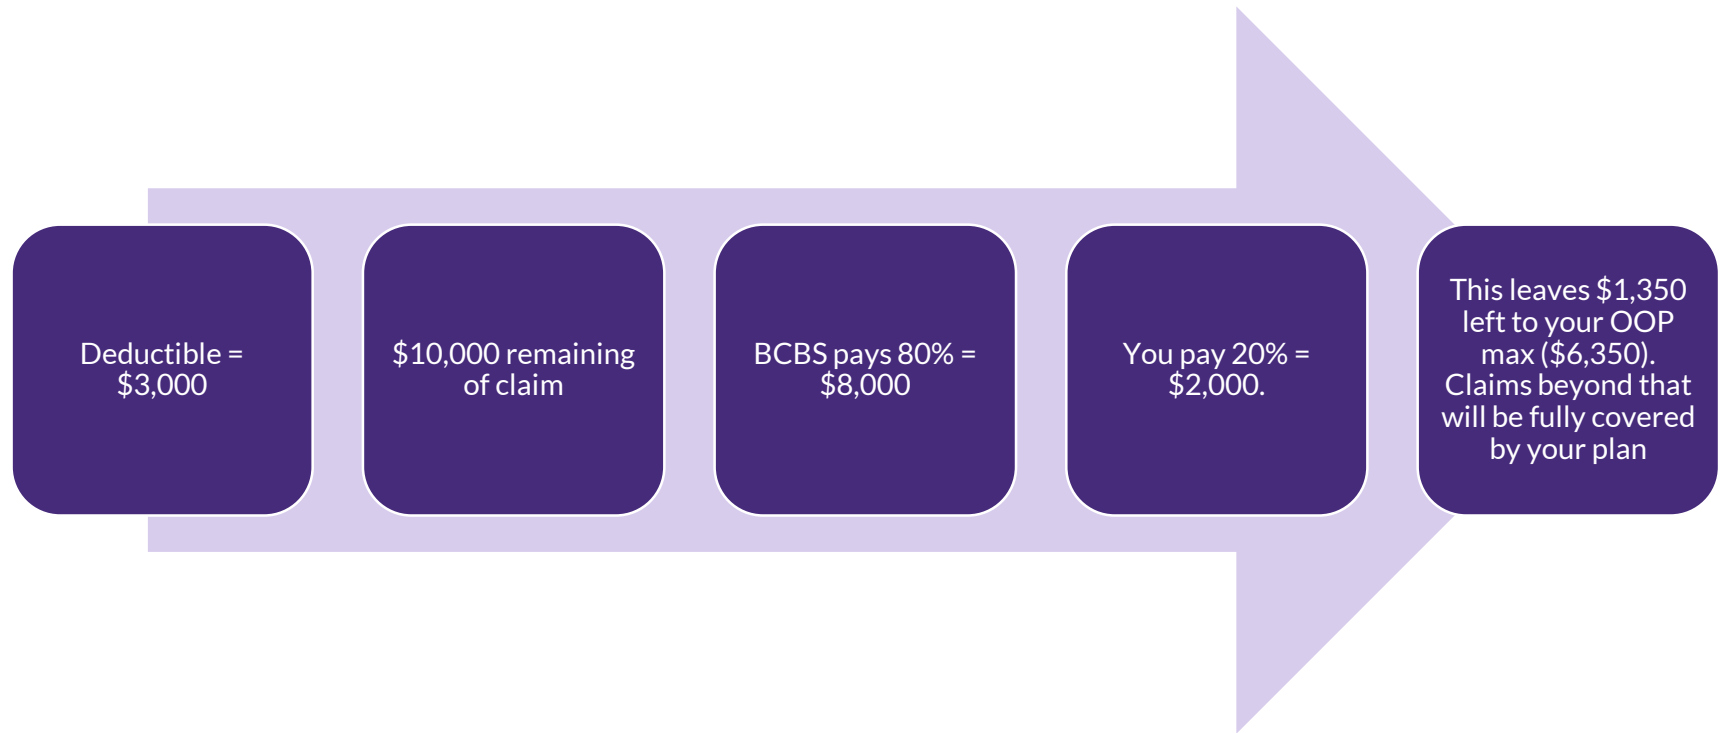 Deductible =
$3,000
$10,000 remaining
of claim
BCBS pays 80% =
$8,000
You pay 20% =
$2,000.
This leaves $1,350
left to your OOP
max ($6,350).
Claims beyond that
will be fully covered
by your plan